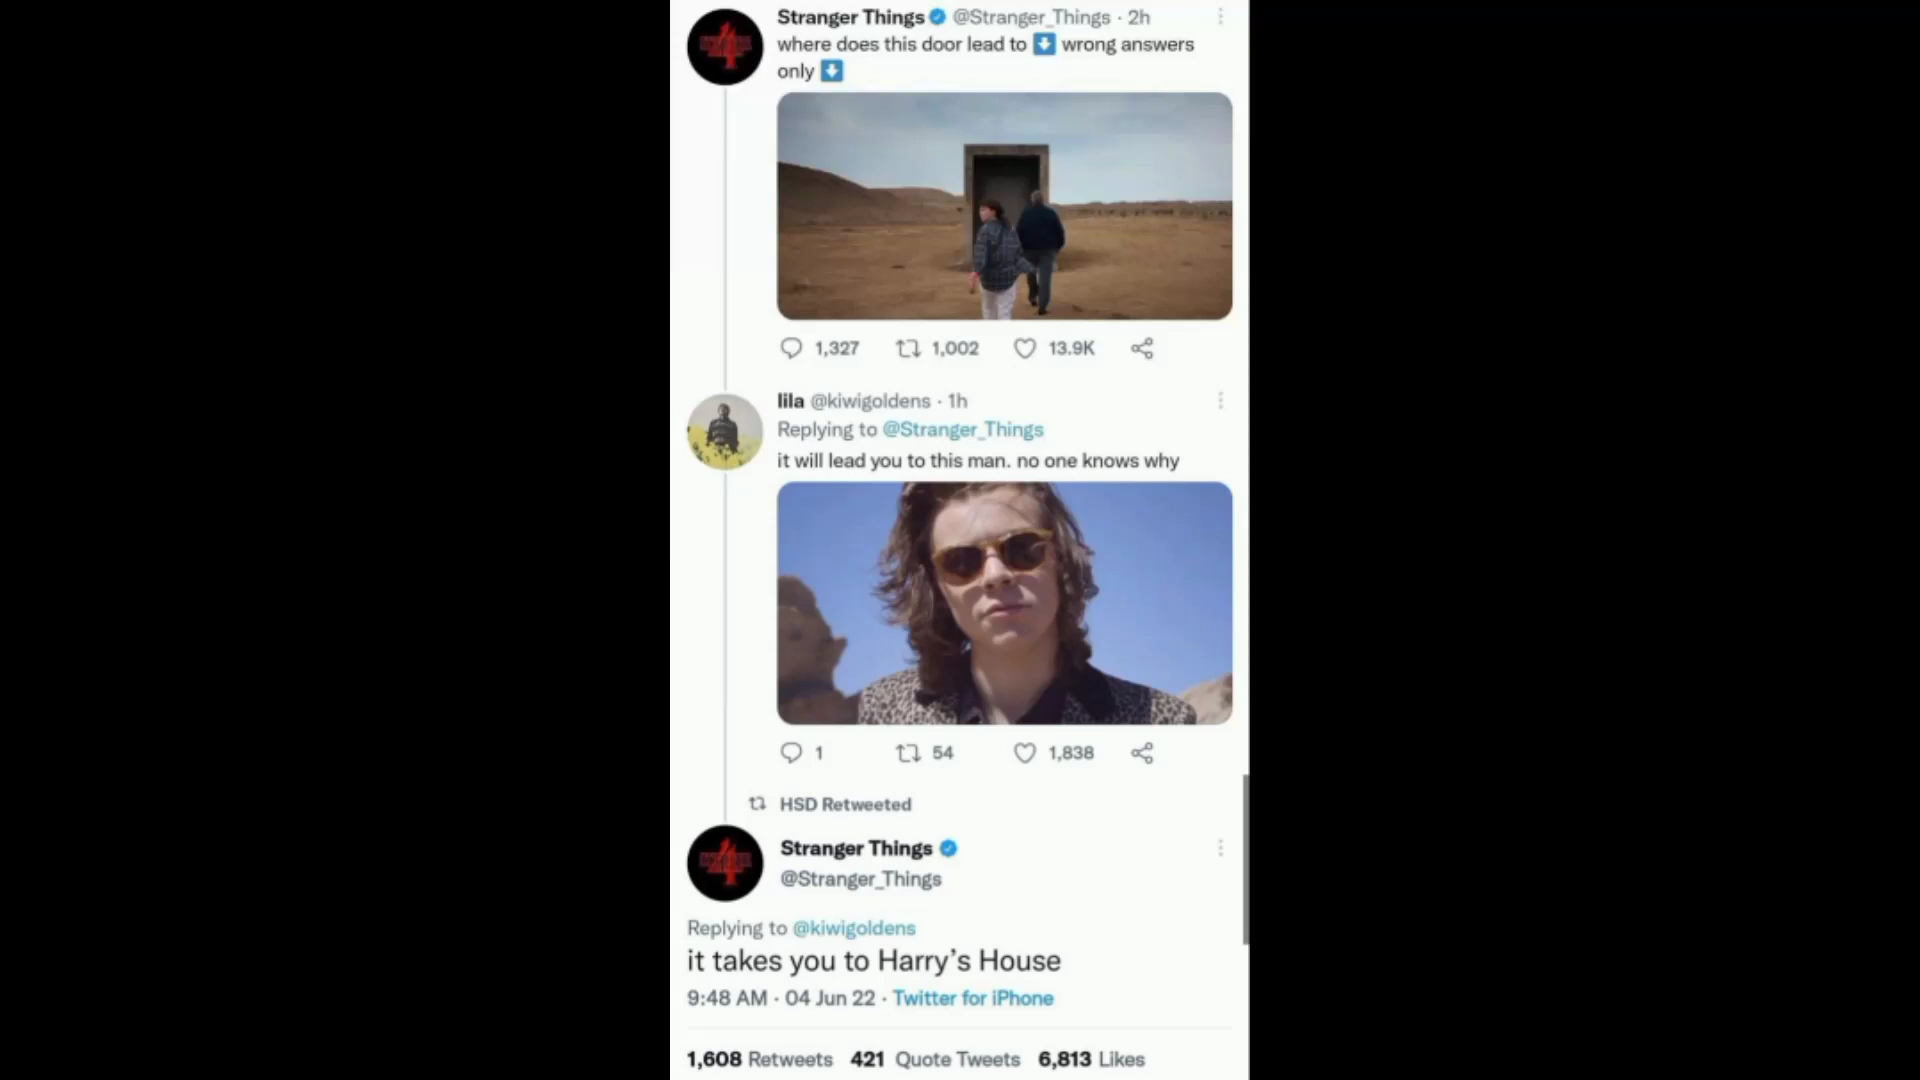 Stranger Things @Stranger_Things · 2h
where does this door lead to ⬇️ wrong answers
only ⬇️
1,327 1,002 13.9K
lila @kiwigoldens · 1h
Replying to @Stranger_Things
it will lead you to this man. no one knows why
1 54 1,838
HSD Retweeted
Stranger Things
@Stranger_Things
Replying to @kiwigoldens
it takes you to Harry’s House
9:48 AM · 04 Jun 22 · Twitter for iPhone
1,608 Retweets 421 Quote Tweets 6,813 Likes